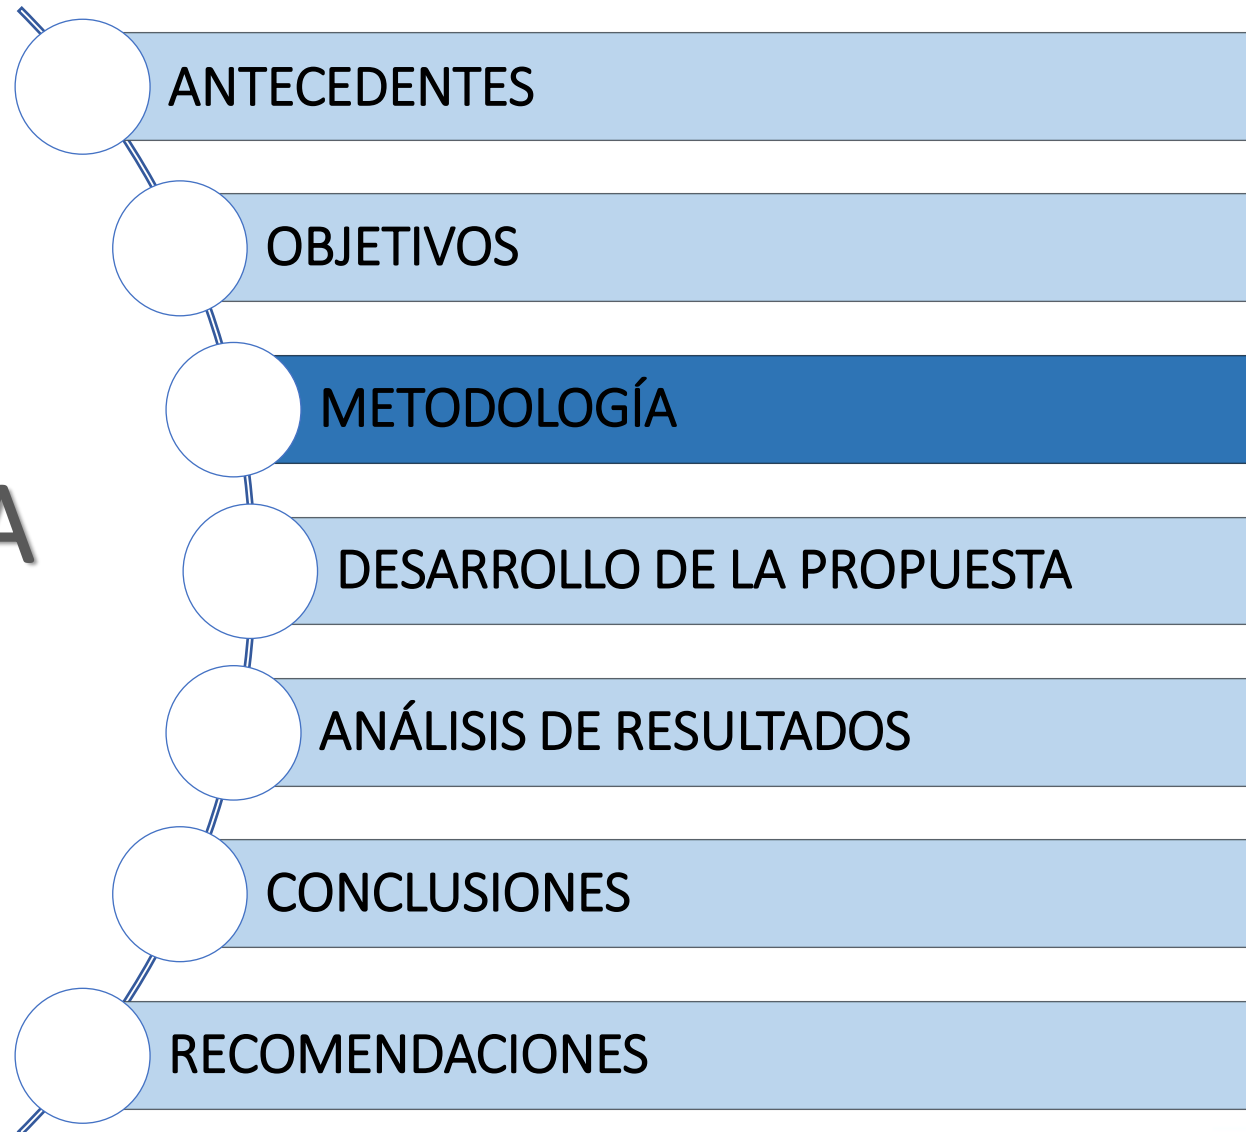 ANTECEDENTES
OBJETIVOS
METODOLOGÍA
A
DESARROLLO DE LA PROPUESTA
ANÁLISIS DE RESULTADOS
CONCLUSIONES
RECOMENDACIONES